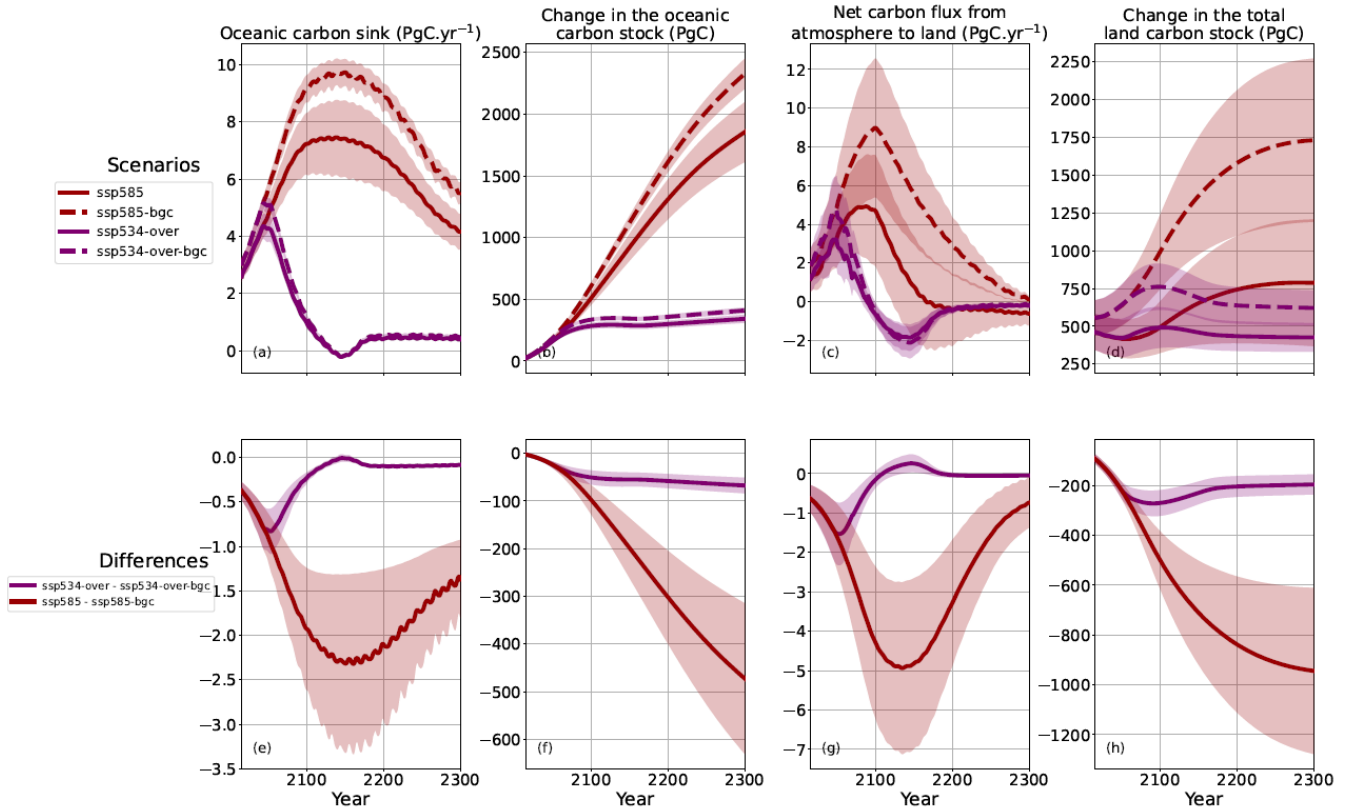 Oceanic carbon sink (PgC.yr⁻¹)
Change in the oceanic
carbon stock (PgC)
Net carbon flux from
atmosphere to land (PgC.yr⁻¹)
Change in the total
land carbon stock (PgC)
Scenarios
ssp585
ssp585-bgc
ssp534-over
ssp534-over-bgc
10
8
6
4
2
0
(a)
2500
2000
1500
1000
500
0
(b)
12
10
8
6
4
2
0
−2
(c)
2250
2000
1750
1500
1250
1000
750
500
250
(d)
Differences
ssp534-over - ssp534-over-bgc
ssp585 - ssp585-bgc
0.0
−0.5
−1.0
−1.5
−2.0
−2.5
−3.0
−3.5
(e)
2100
2200
2300
Year
0
−100
−200
−300
−400
−500
−600
(f)
2100
2200
2300
Year
0
−1
−2
−3
−4
−5
−6
−7
(g)
2100
2200
2300
Year
−200
−400
−600
−800
−1000
−1200
(h)
2100
2200
2300
Year